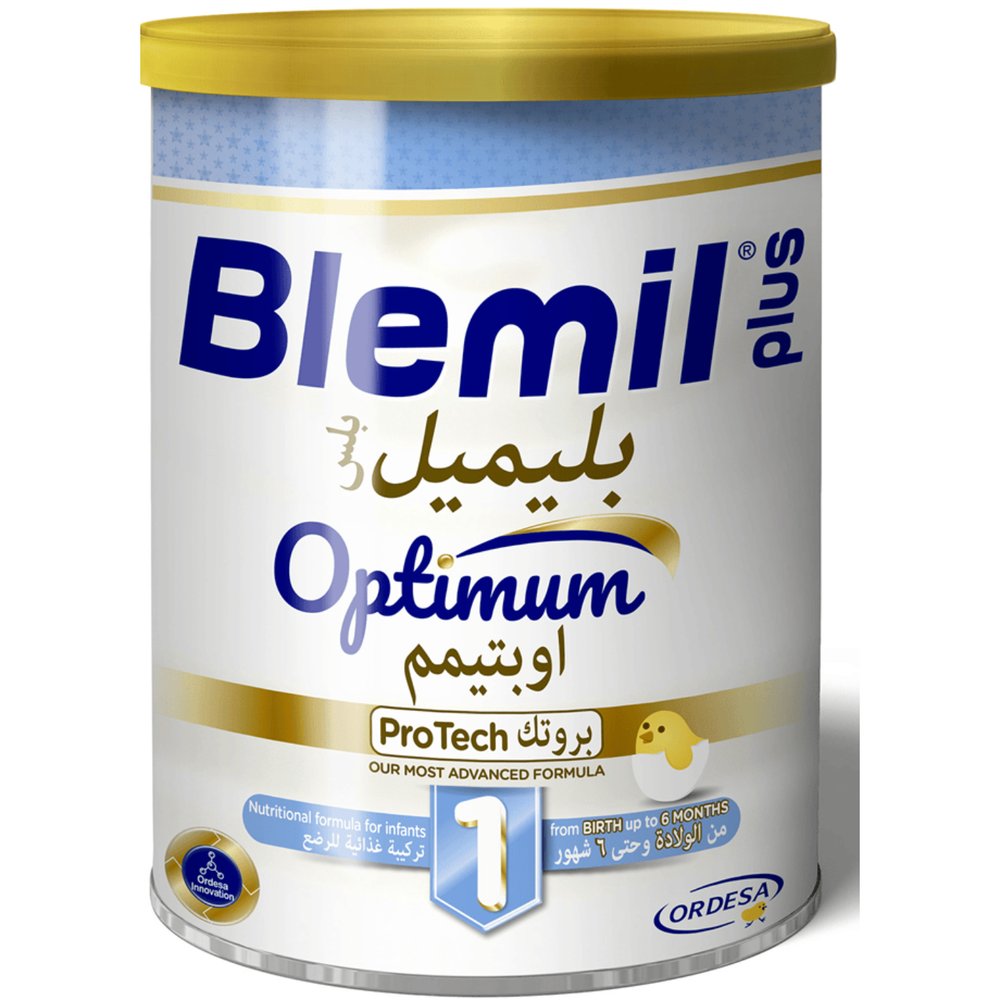 Blemil® plus
بليميل بلس
Optimum
اوبتيمم
ProTech بروتك
OUR MOST ADVANCED FORMULA
1
Nutritional formula for infants
تركيبة غذائية للرضع
from BIRTH up to 6 MONTHS
من الولادة وحتى ٦ شهور
Ordesa
Innovation
ORDESA